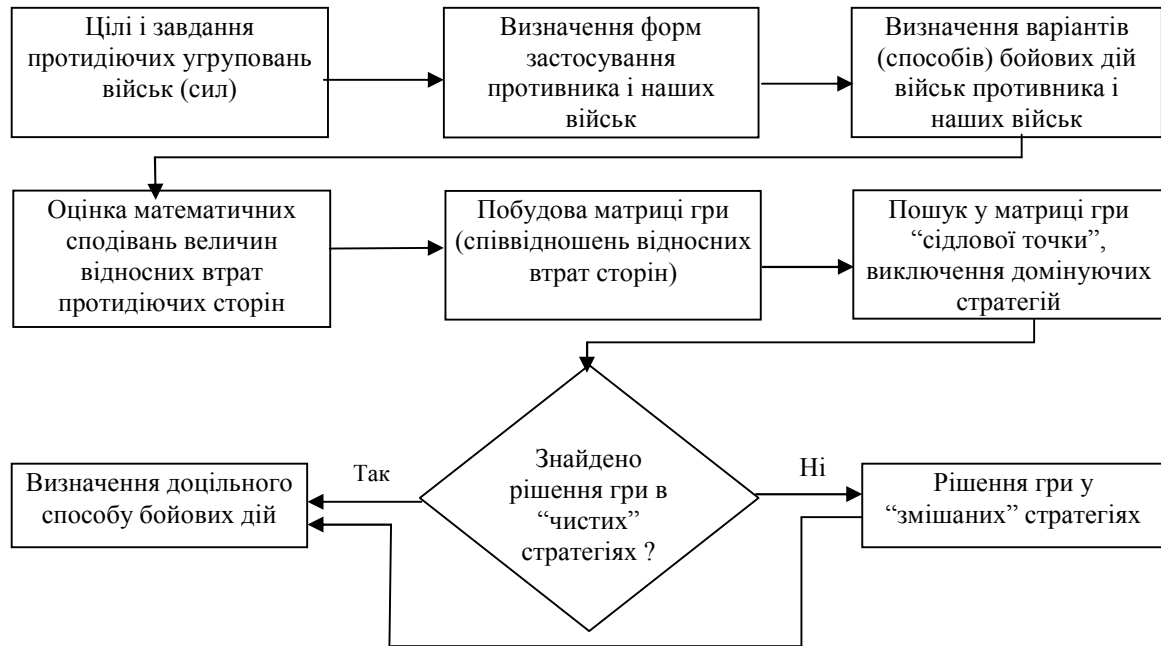 Цілі і завдання
протидіючих угруповань
військ (сил)
Визначення форм
застосування
противника і наших
військ
Визначення варіантів
(способів) бойових дій
військ противника і
наших військ
Оцінка математичних
сподівань величин
відносних втрат
протидіючих сторін
Побудова матриці гри
(співвідношень відносних
втрат сторін)
Пошук у матриці гри
“сідлової точки”,
виключення домінуючих
стратегій
Знайдено
рішення гри в
“чистих”
стратегіях ?
Так
Ні
Визначення доцільного
способу бойових дій
Рішення гри у
“змішаних” стратегіях